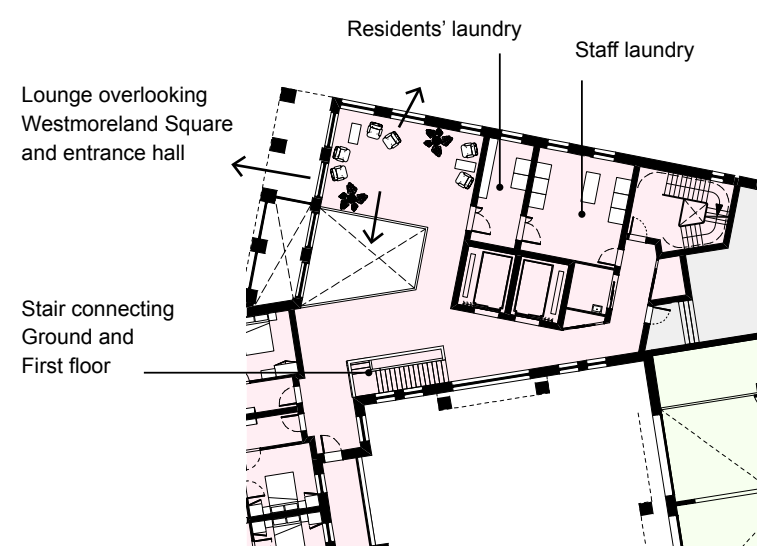 Residents’ laundry
Staff laundry
Lounge overlooking
Westmoreland Square
and entrance hall
Stair connecting
Ground and
First floor